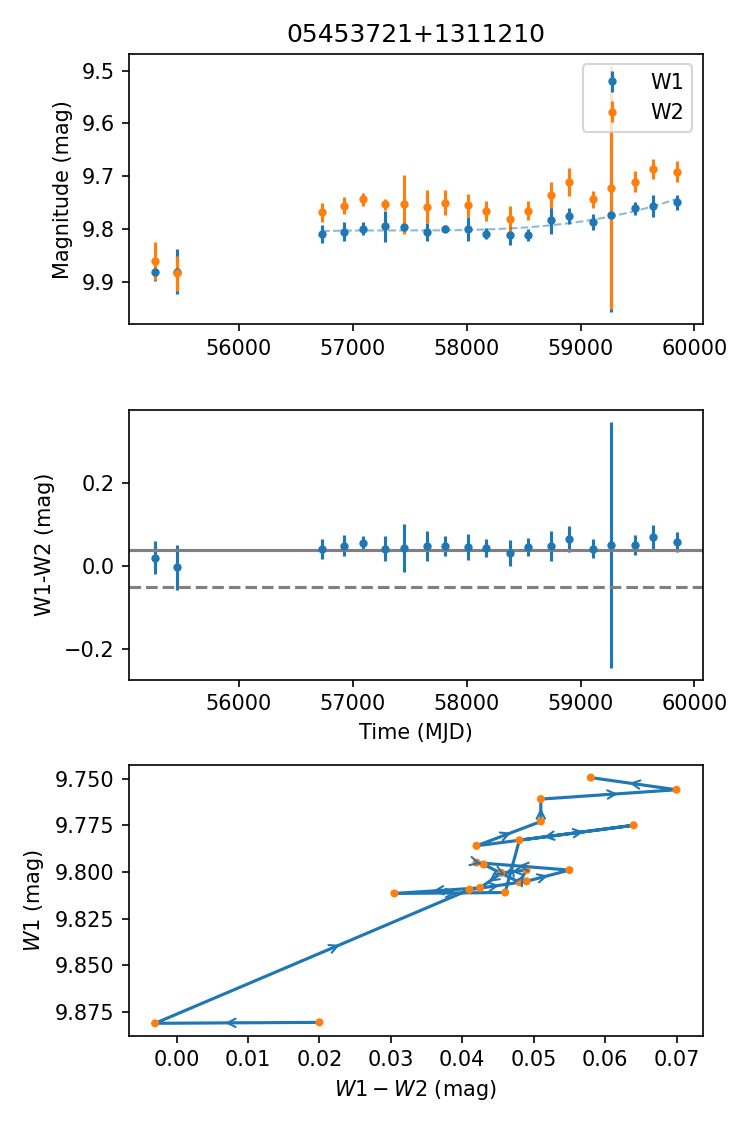 05453721+1311210
Magnitude (mag)
9.5
9.6
9.7
9.8
9.9
W1
W2
56000 57000 58000 59000 60000
W1-W2 (mag)
0.2
0.0
−0.2
56000 57000 58000 59000 60000
Time (MJD)
W1 (mag)
9.750
9.775
9.800
9.825
9.850
9.875
0.00 0.01 0.02 0.03 0.04 0.05 0.06 0.07
W1 − W2 (mag)